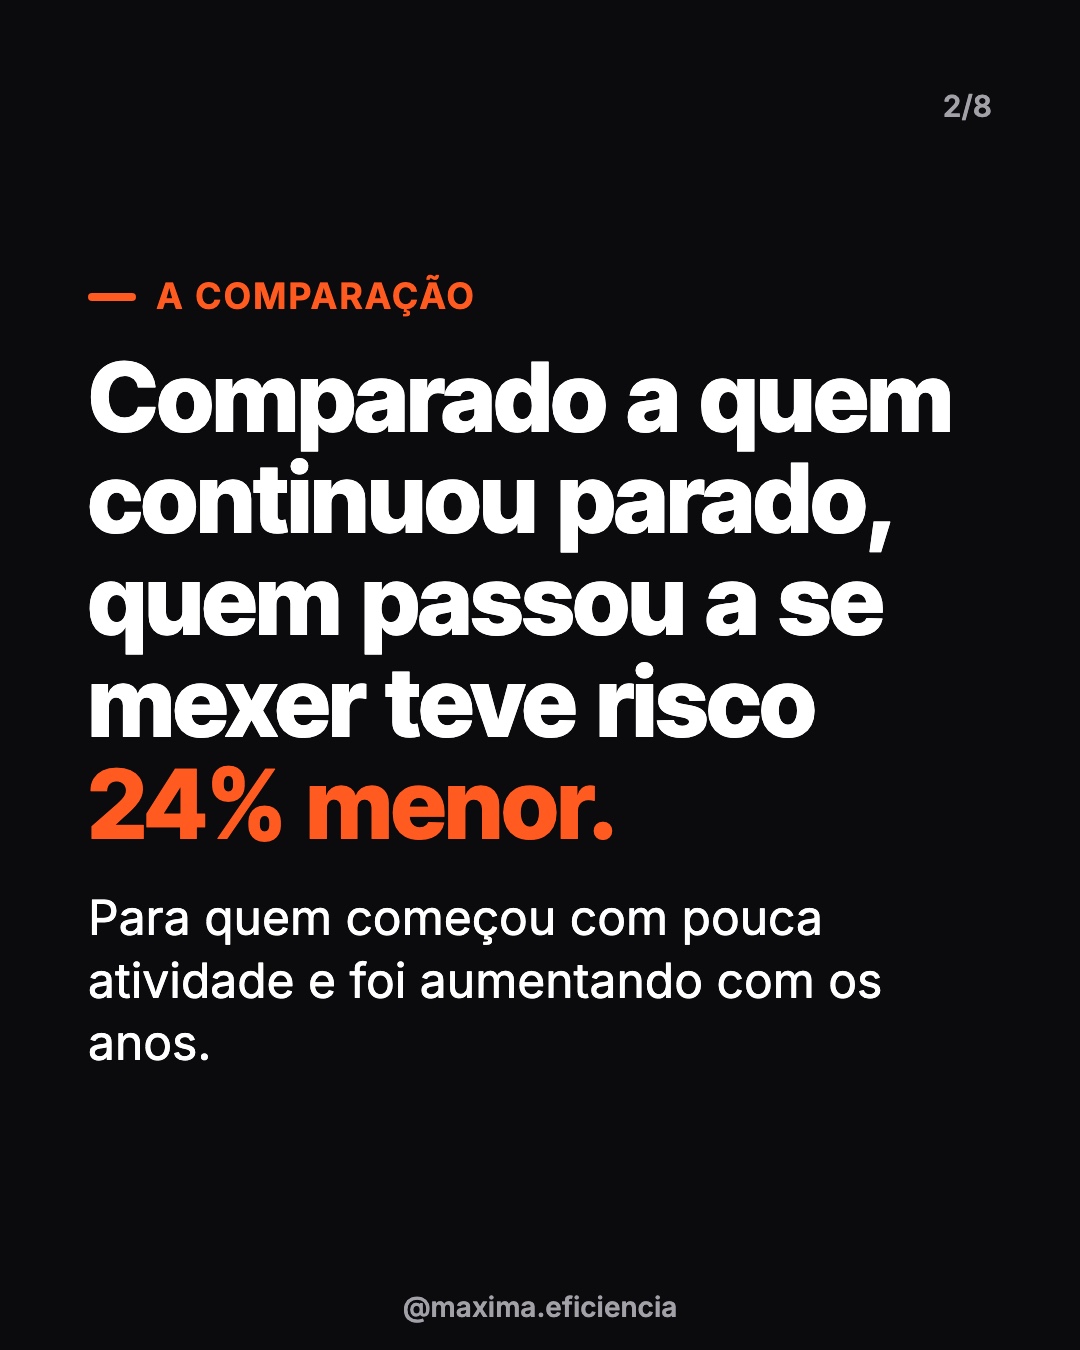 2/8
A COMPARAÇÃO
Comparado a quem
continuou parado,
quem passou a se
mexer teve risco
24% menor.
Para quem começou com pouca
atividade e foi aumentando com os
anos.
@maxima.eficiencia